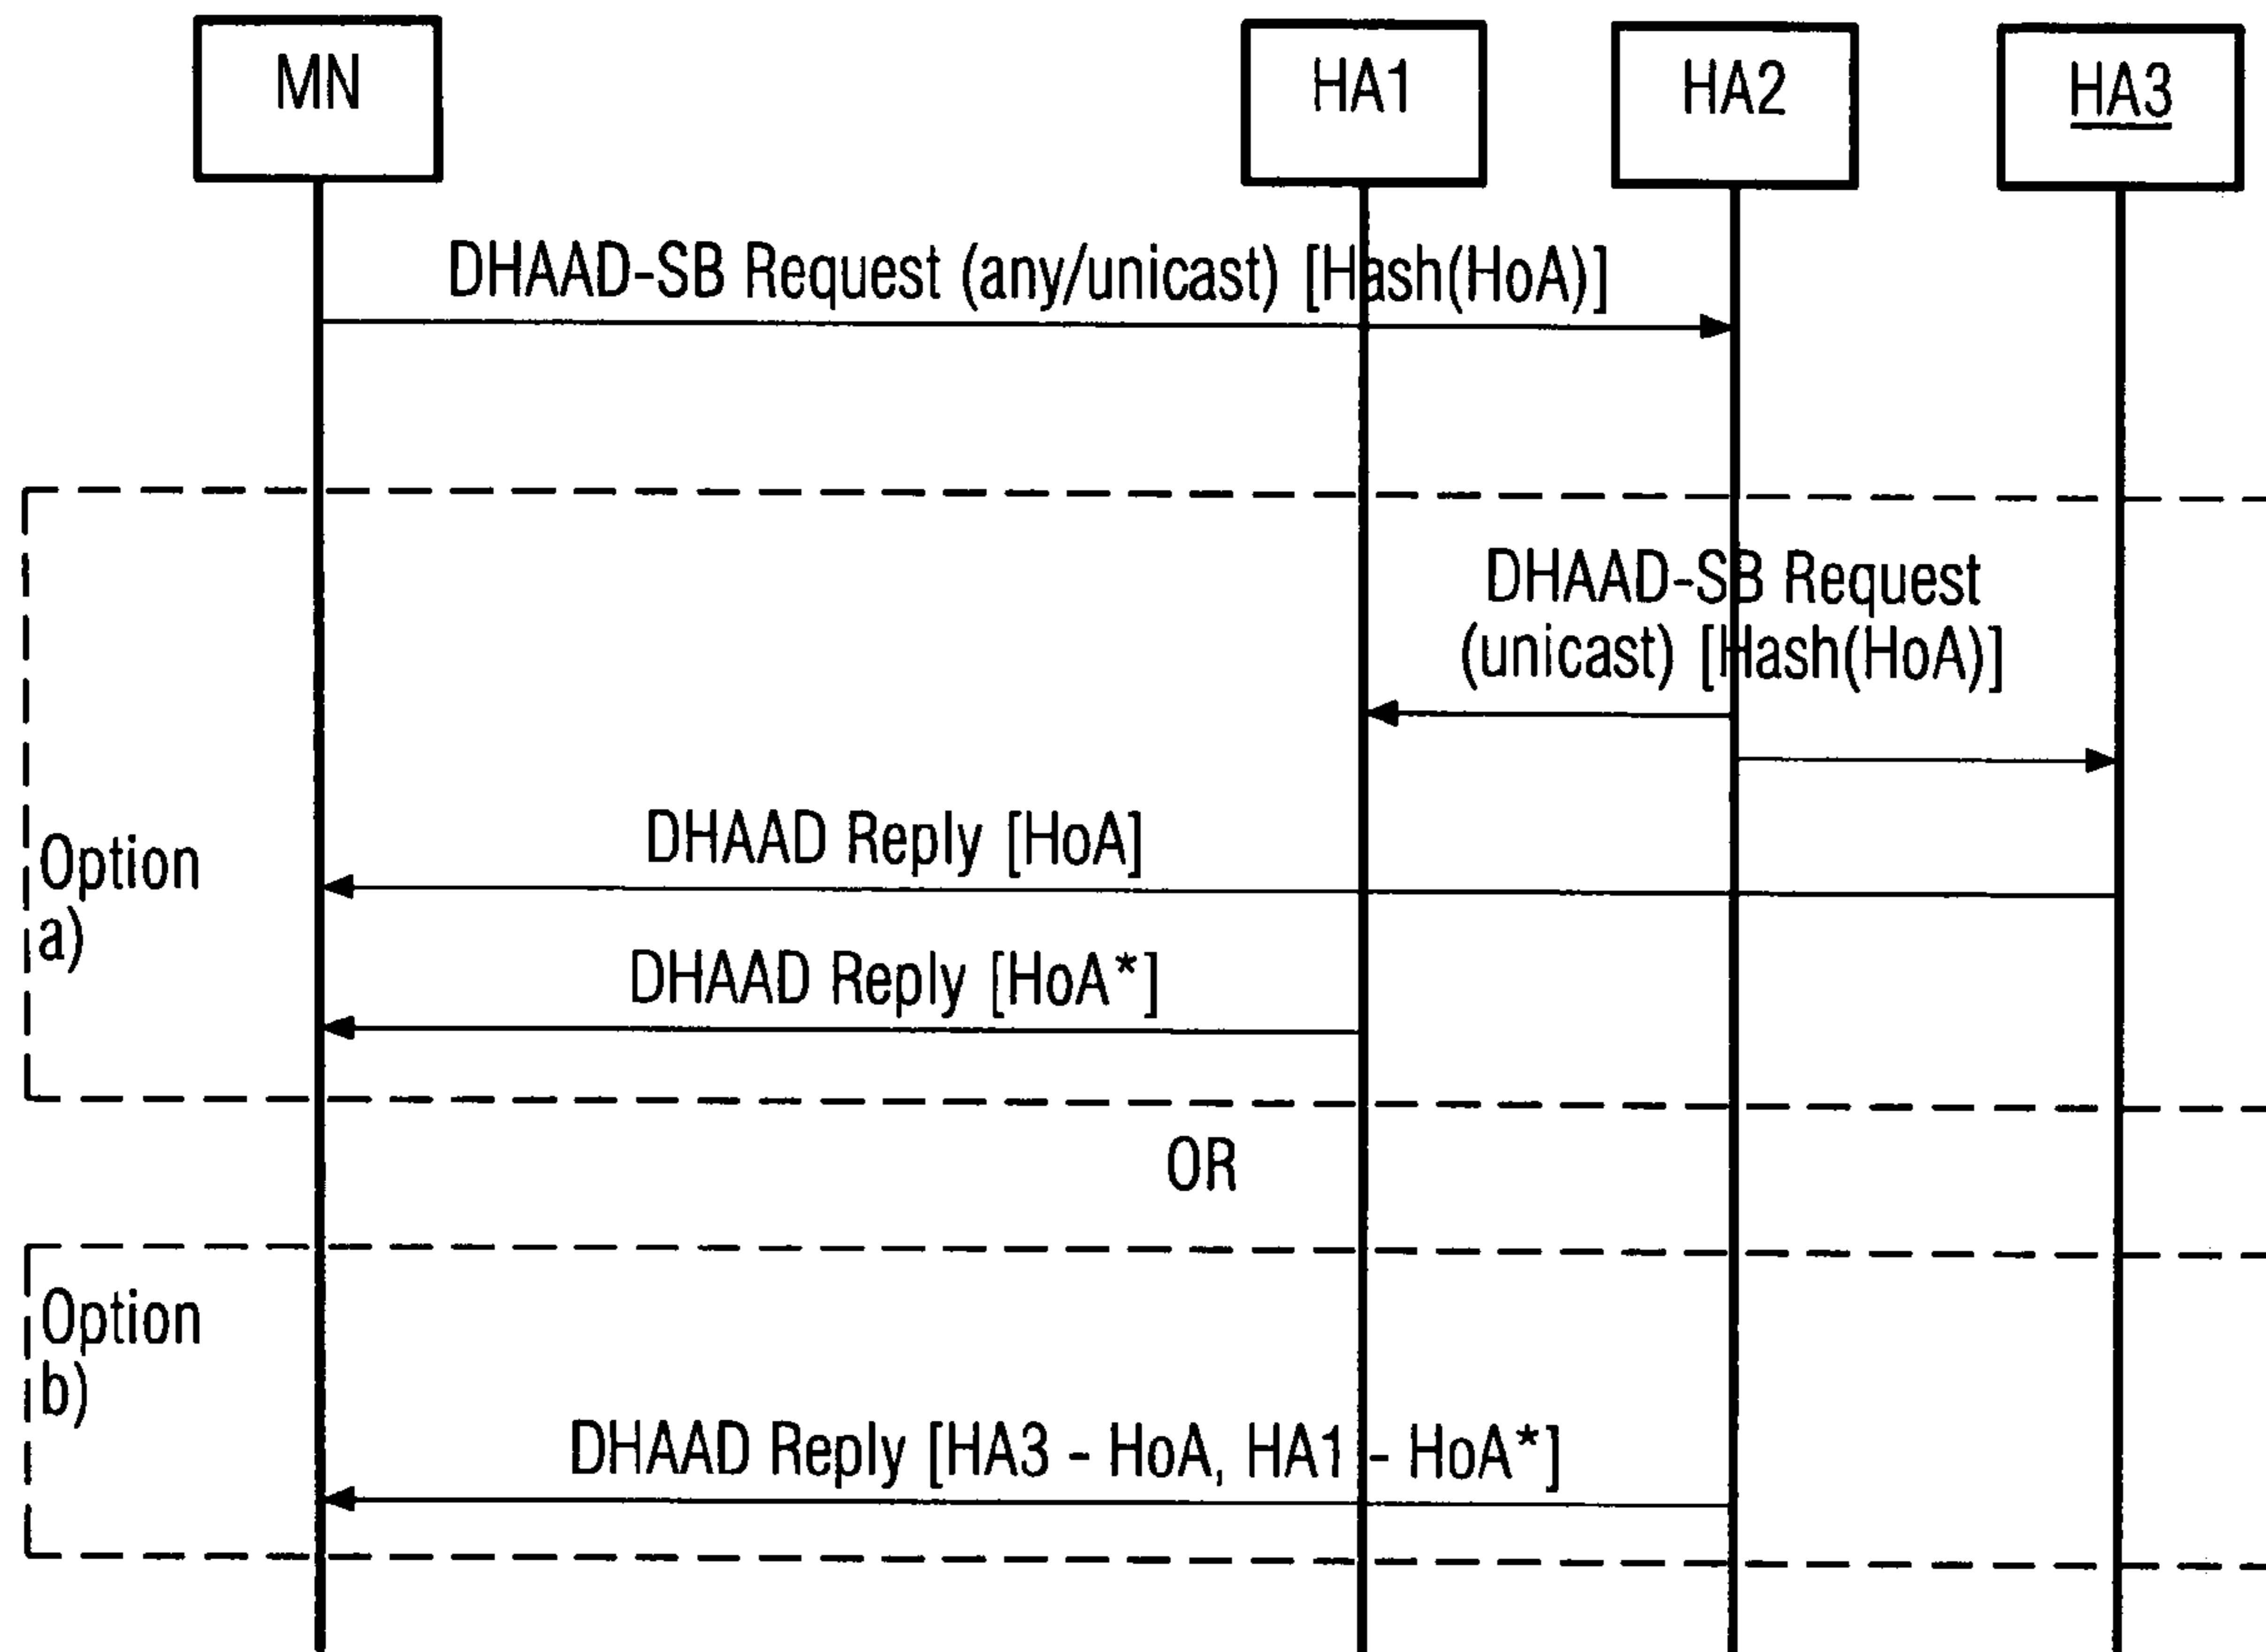 MN
HA1
HA2
HA3
DHAAD-SB Request (any/unicast) [Hash(HoA)]
DHAAD-SB Request
(unicast) [Hash(HoA)]
DHAAD Reply [HoA]
Option
a)
DHAAD Reply [HoA*]
OR
Option
b)
DHAAD Reply [HA3 - HoA, HA1 - HoA*]